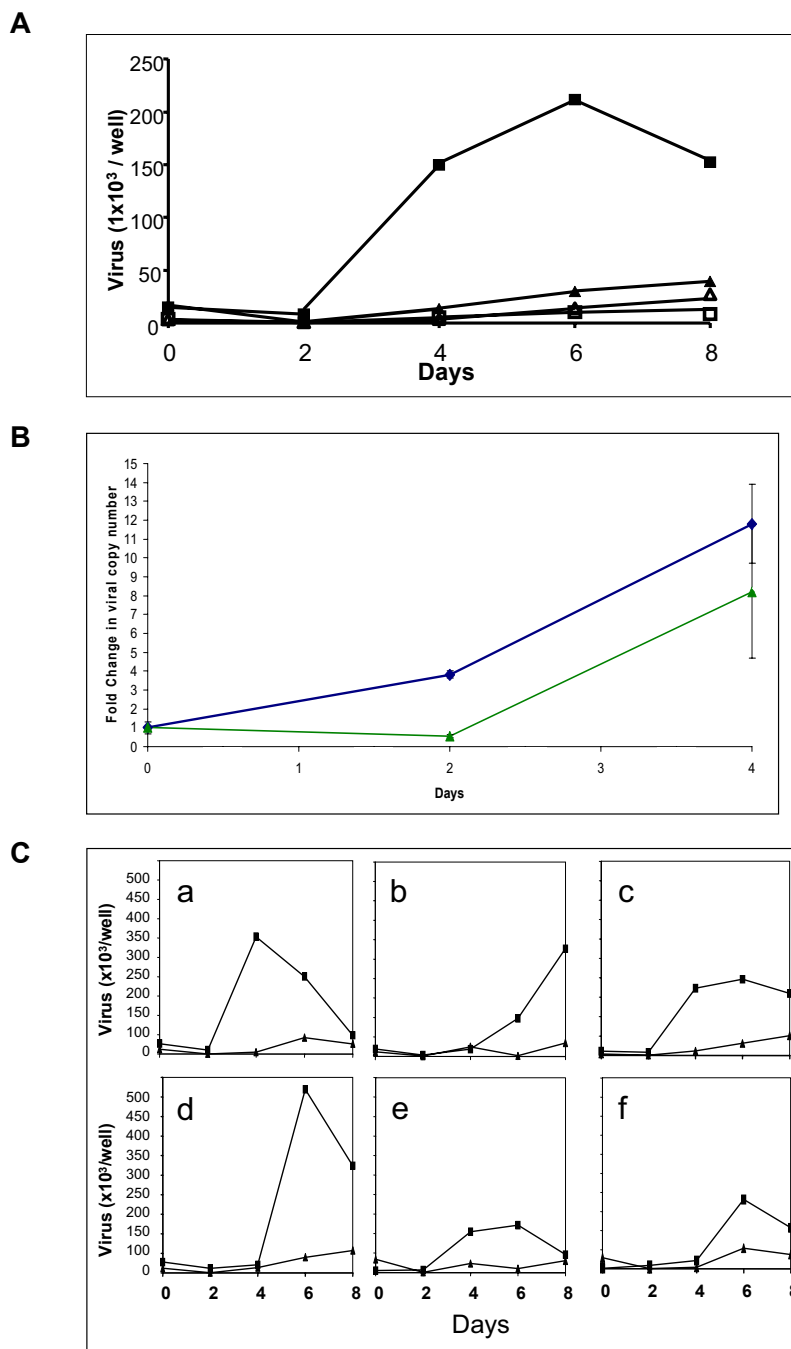 A
Virus (1x10³ / well)
250
200
150
100
50
0
0 2 4 6 8
Days
B
Fold Change in viral copy number
15
14
13
12
11
10
9
8
7
6
5
4
3
2
1
0
0 1 2 3 4
Days
C
Virus (x10³/well)
500
450
350
300
250
200
100
50
0
a
b
c
Virus (x10³/well)
500
450
350
300
250
200
100
50
0
d
e
f
0 2 4 6 8 0 2 4 6 8 0 2 4 6 8
Days